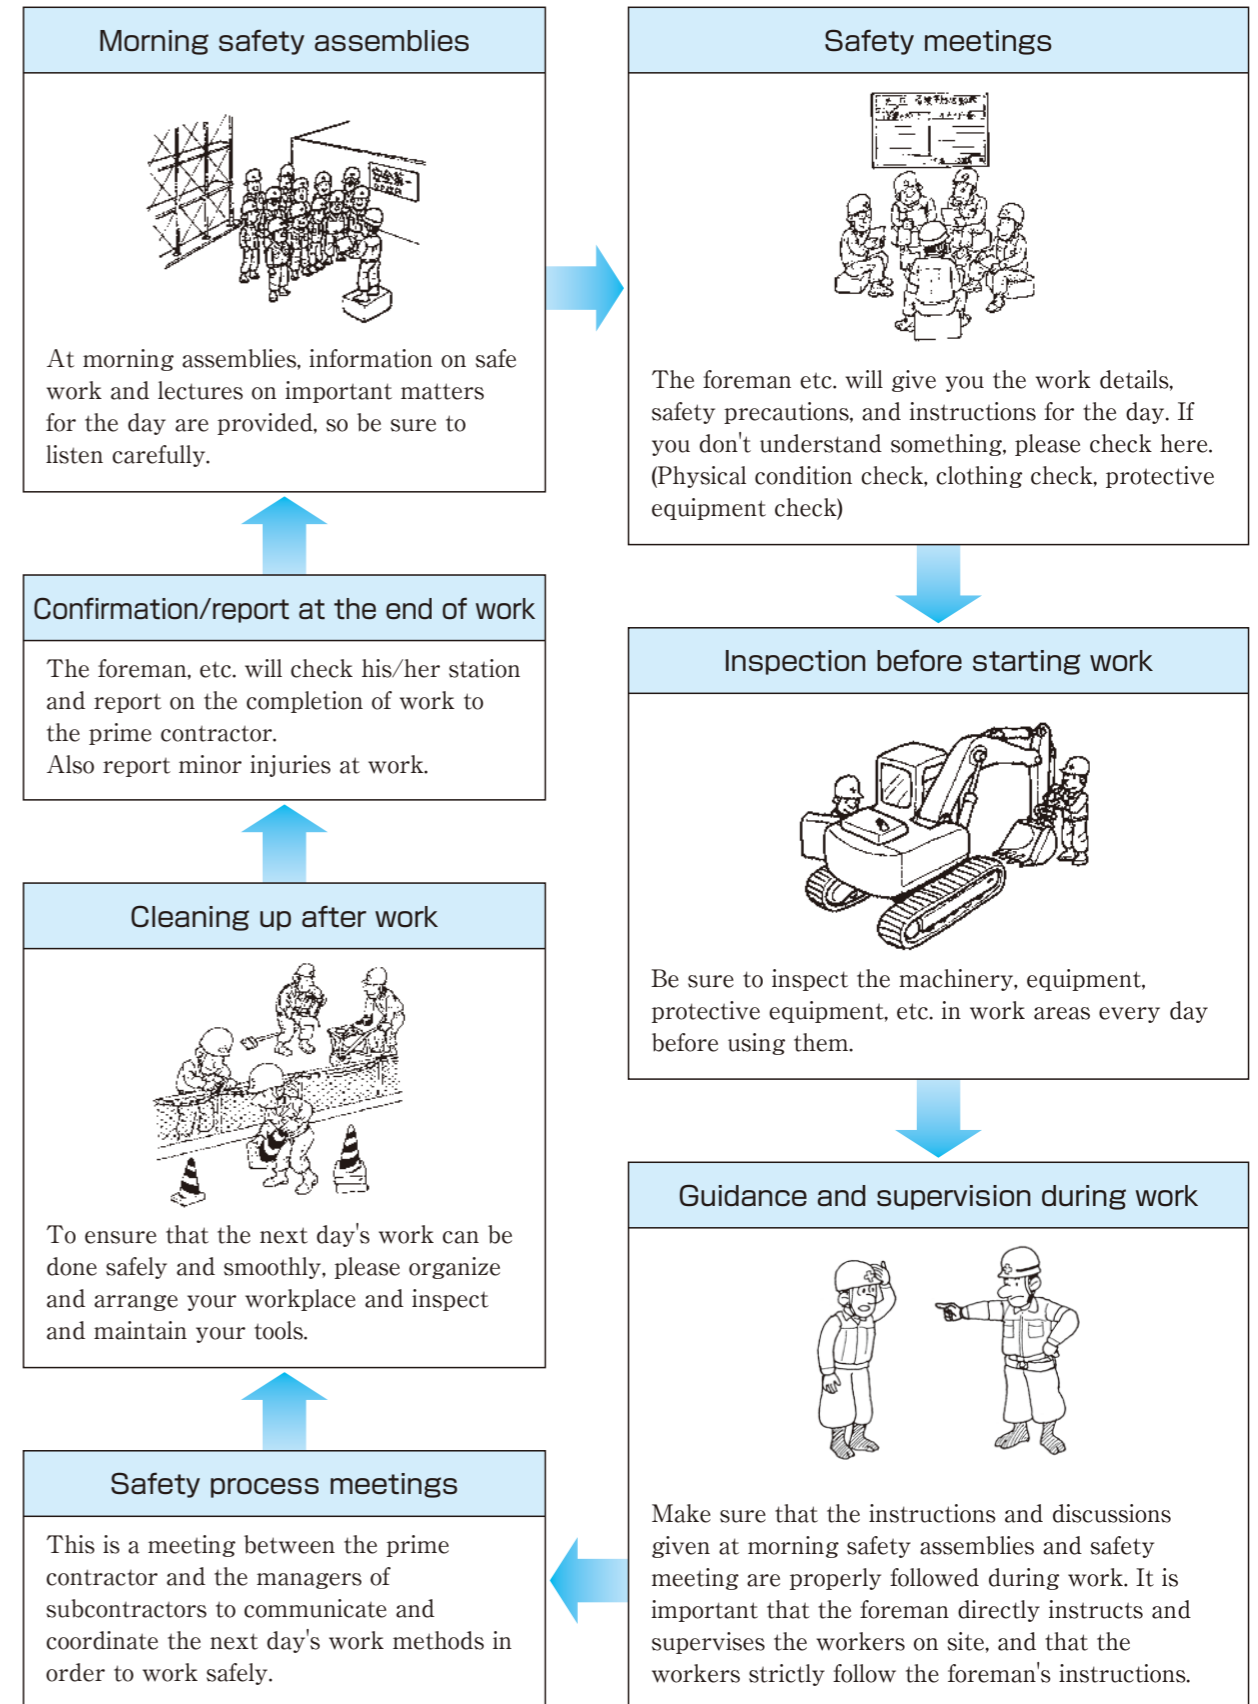 Morning safety assemblies
安全第一
At morning assemblies, information on safe
work and lectures on important matters
for the day are provided, so be sure to
listen carefully.
Safety meetings
The foreman etc. will give you the work details,
safety precautions, and instructions for the day. If
you don't understand something, please check here.
(Physical condition check, clothing check, protective
equipment check)
Inspection before starting work
Be sure to inspect the machinery, equipment,
protective equipment, etc. in work areas every day
before using them.
Guidance and supervision during work
Make sure that the instructions and discussions
given at morning safety assemblies and safety
meeting are properly followed during work. It is
important that the foreman directly instructs and
supervises the workers on site, and that the
workers strictly follow the foreman's instructions.
Safety process meetings
This is a meeting between the prime
contractor and the managers of
subcontractors to communicate and
coordinate the next day's work methods in
order to work safely.
Cleaning up after work
To ensure that the next day's work can be
done safely and smoothly, please organize
and arrange your workplace and inspect
and maintain your tools.
Confirmation/report at the end of work
The foreman, etc. will check his/her station
and report on the completion of work to
the prime contractor.
Also report minor injuries at work.